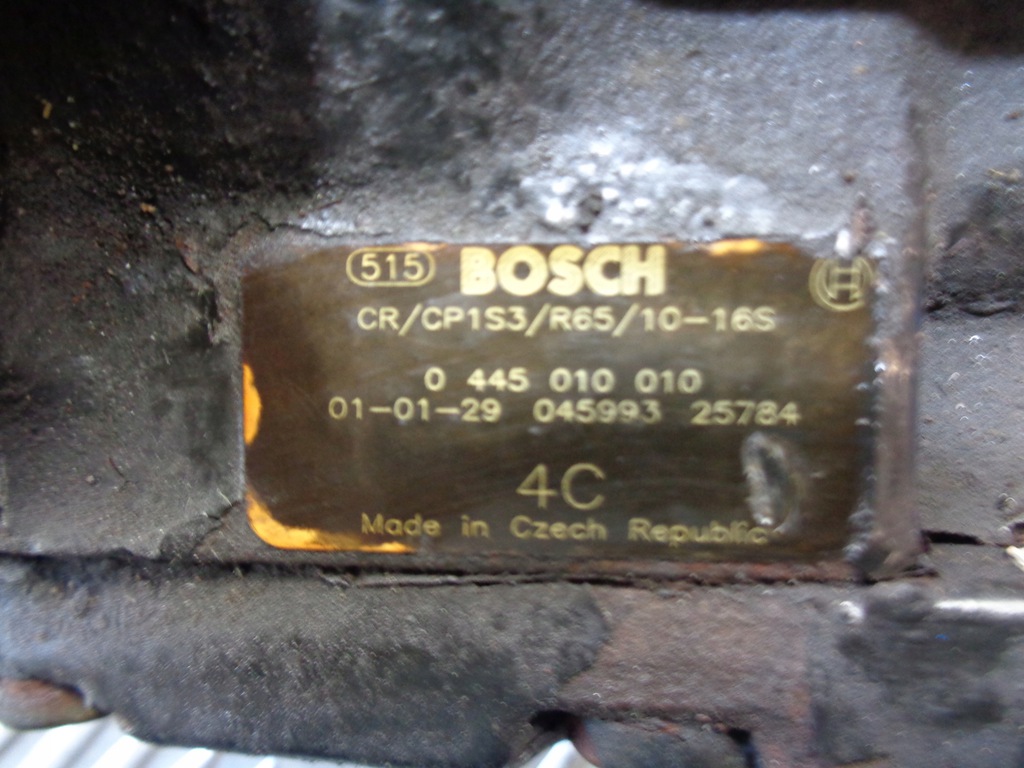 515 BOSCH
CR/CP1S3/R65/10-16S
0 445 010 010
01-01-29 045993 25784
4C
Made in Czech Republic